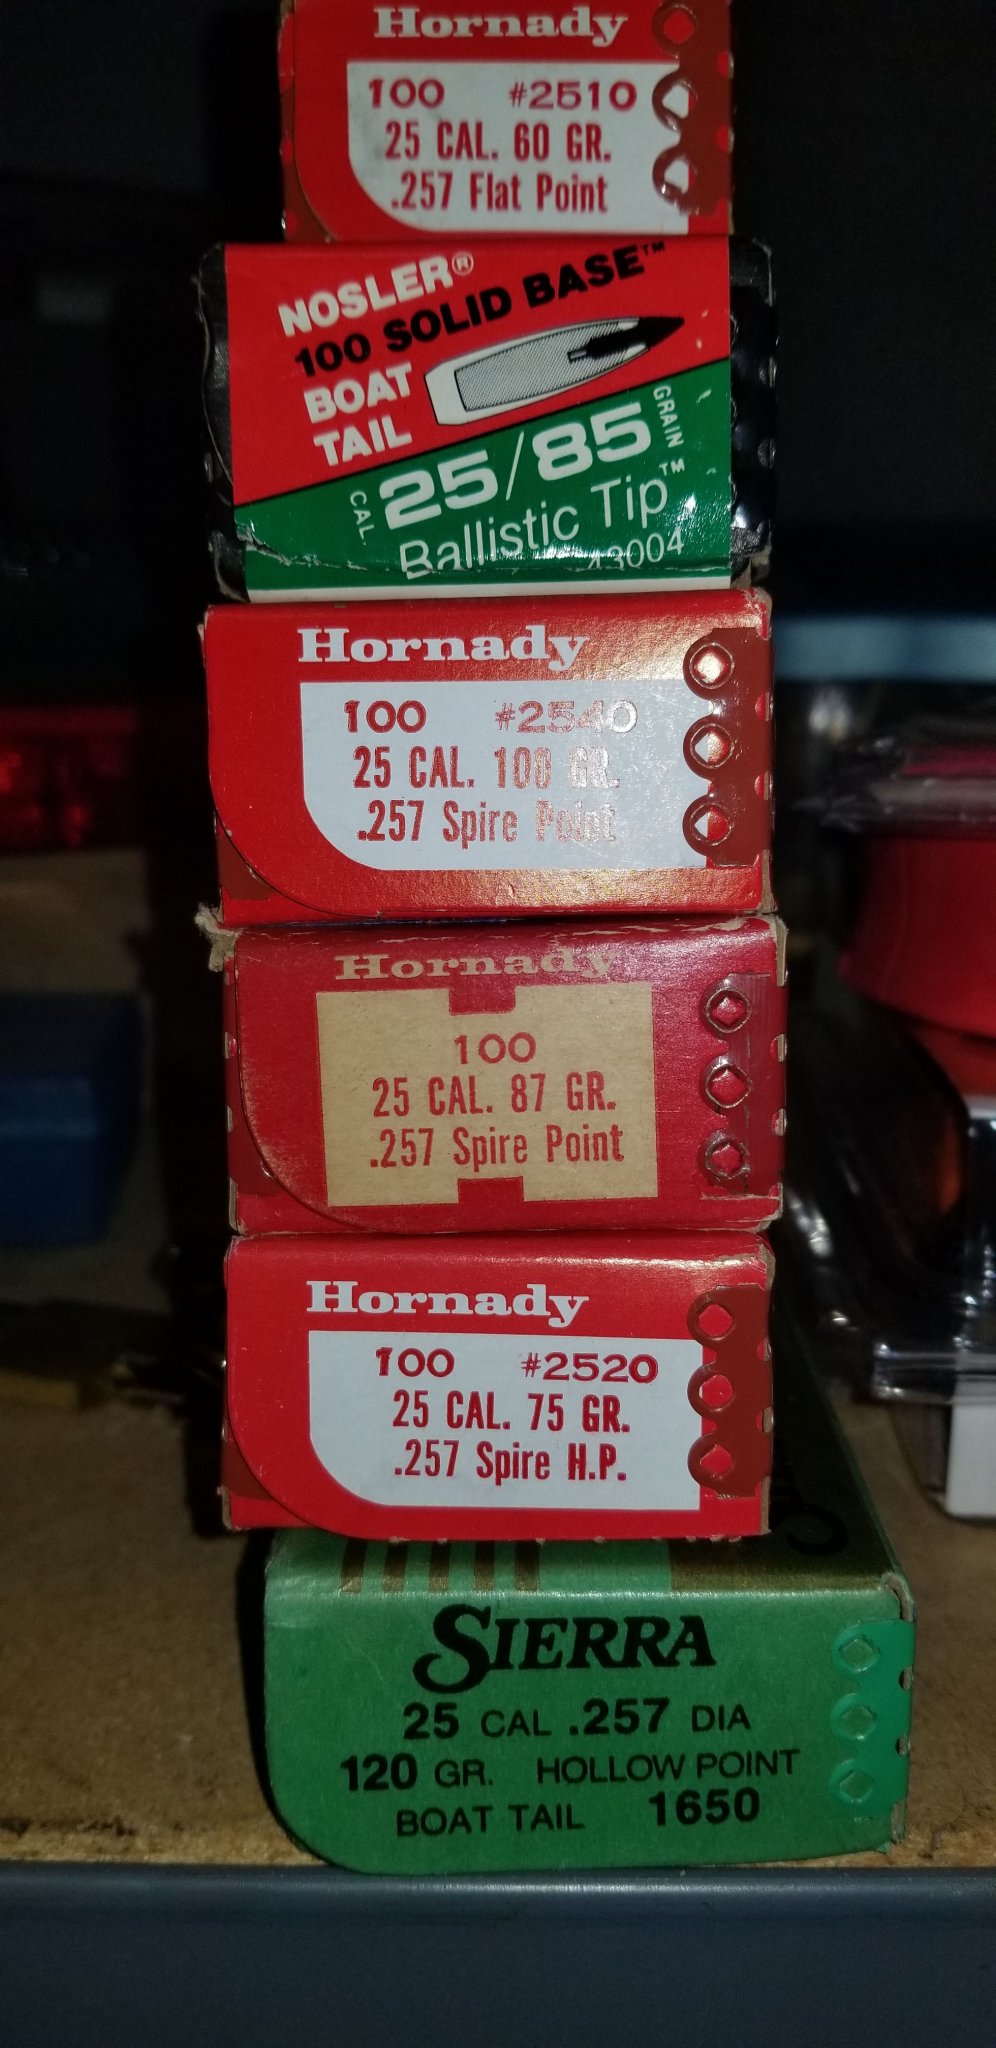 Hornady
100 #2510
25 CAL. 60 GR.
.257 Flat Point
NOSLER®
100 SOLID BASE™
BOAT
TAIL
CAL. 25/85 GRAIN
Ballistic Tip™
43004
Hornady
100 #2540
25 CAL. 100 GR.
.257 Spire Point
Hornady
100
25 CAL. 87 GR.
.257 Spire Point
Hornady
100 #2520
25 CAL. 75 GR.
.257 Spire H.P.
SIERRA
25 CAL .257 DIA
120 GR. HOLLOW POINT
BOAT TAIL 1650